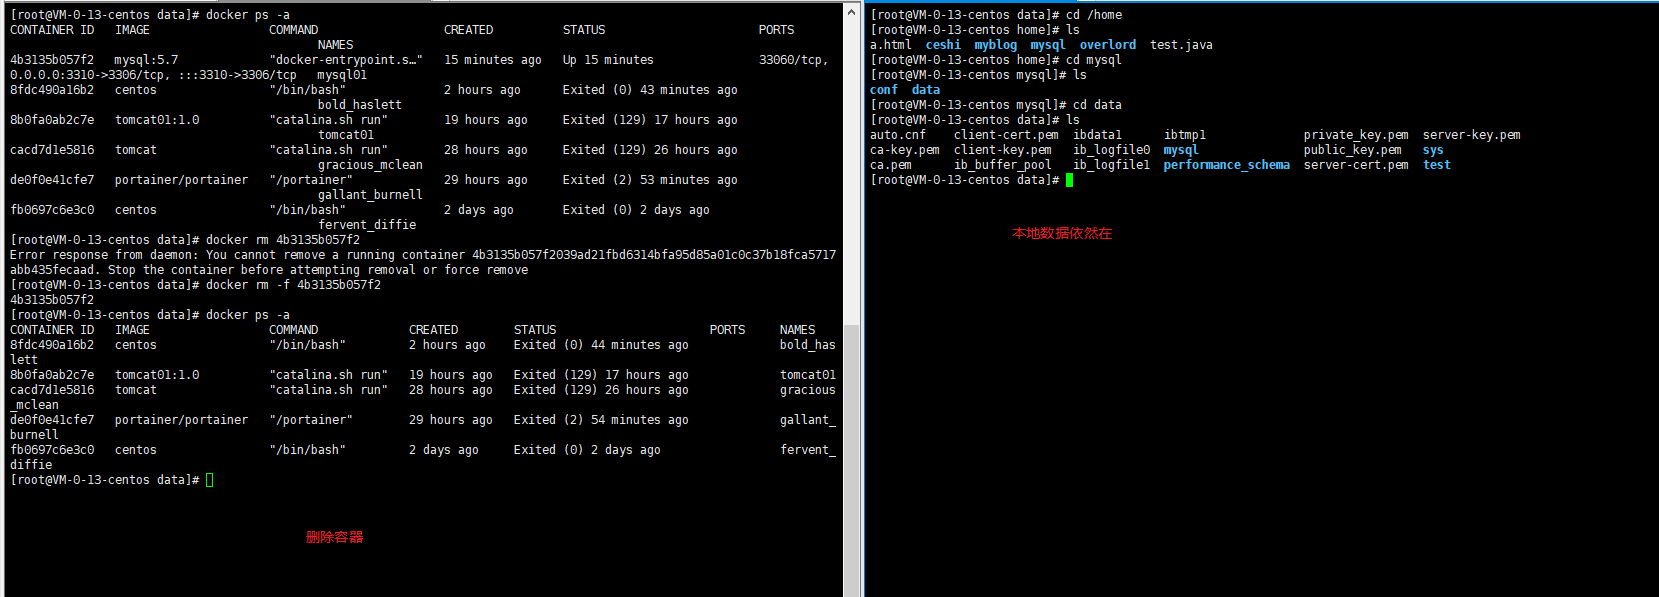 [root@VM-0-13-centos data]# docker ps -a
CONTAINER ID   IMAGE                 COMMAND                  CREATED          STATUS                      PORTS
                                            NAMES
4b3135b057f2   mysql:5.7             "docker-entrypoint.s…"   15 minutes ago   Up 15 minutes               33060/tcp,
0.0.0.0:3310->3306/tcp, :::3310->3306/tcp   mysql01
8fdc490a16b2   centos                "/bin/bash"              2 hours ago      Exited (0) 43 minutes ago
                                            bold_haslett
8b0fa0ab2c7e   tomcat01:1.0          "catalina.sh run"        19 hours ago     Exited (129) 17 hours ago
                                            tomcat01
cacd7d1e5816   tomcat                "catalina.sh run"        28 hours ago     Exited (129) 26 hours ago
                                            gracious_mclean
de0f0e41cfe7   portainer/portainer   "/portainer"             29 hours ago     Exited (2) 53 minutes ago
                                            gallant_burnell
fb0697c6e3c0   centos                "/bin/bash"              2 days ago       Exited (0) 2 days ago
                                            fervent_diffie
[root@VM-0-13-centos data]# docker rm 4b3135b057f2
Error response from daemon: You cannot remove a running container 4b3135b057f2039ad21fbd6314bfa95d85a01c0c37b18fca5717
abb435fecaad. Stop the container before attempting removal or force remove
[root@VM-0-13-centos data]# docker rm -f 4b3135b057f2
4b3135b057f2
[root@VM-0-13-centos data]# docker ps -a
CONTAINER ID   IMAGE                 COMMAND             CREATED        STATUS                      PORTS     NAMES
8fdc490a16b2   centos                "/bin/bash"         2 hours ago    Exited (0) 44 minutes ago             bold_has
lett
8b0fa0ab2c7e   tomcat01:1.0          "catalina.sh run"   19 hours ago   Exited (129) 17 hours ago             tomcat01
cacd7d1e5816   tomcat                "catalina.sh run"   28 hours ago   Exited (129) 26 hours ago             gracious
_mclean
de0f0e41cfe7   portainer/portainer   "/portainer"        29 hours ago   Exited (2) 54 minutes ago             gallant_
burnell
fb0697c6e3c0   centos                "/bin/bash"         2 days ago     Exited (0) 2 days ago                 fervent_
diffie
[root@VM-0-13-centos data]#
删除容器
[root@VM-0-13-centos data]# cd /home
[root@VM-0-13-centos home]# ls
a.html  ceshi  myblog  mysql  overlord  test.java
[root@VM-0-13-centos home]# cd mysql
[root@VM-0-13-centos mysql]# ls
conf  data
[root@VM-0-13-centos mysql]# cd data
[root@VM-0-13-centos data]# ls
auto.cnf    client-cert.pem  ibdata1      ibtmp1              private_key.pem  server-key.pem
ca-key.pem  client-key.pem   ib_logfile0  mysql               public_key.pem   sys
ca.pem      ib_buffer_pool   ib_logfile1  performance_schema  server-cert.pem  test
[root@VM-0-13-centos data]#
本地数据依然在